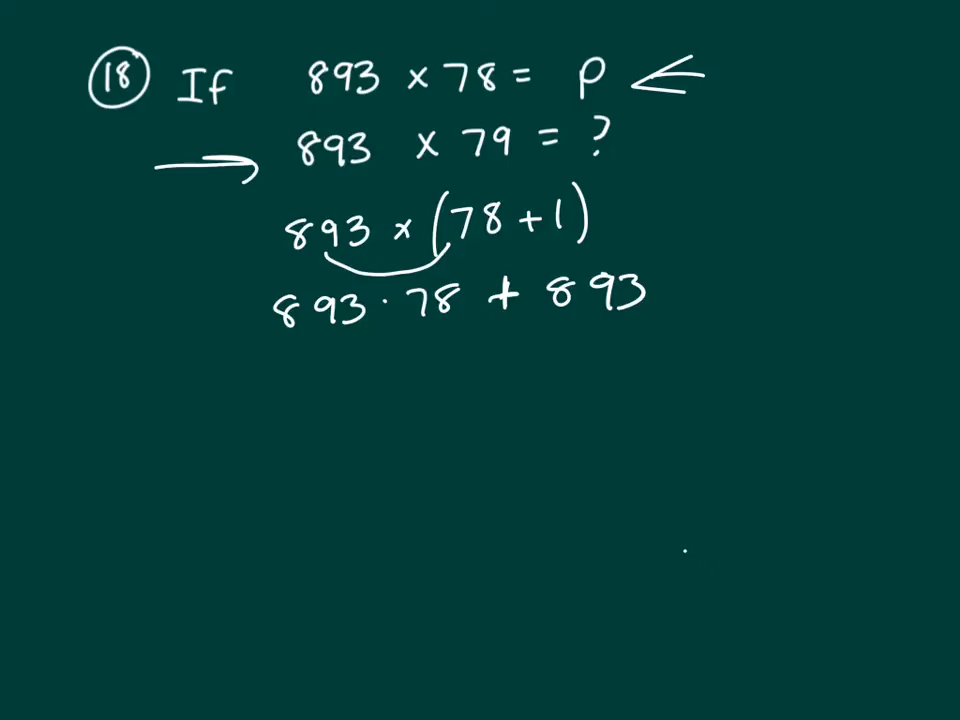 18 If 893 × 78 = P
893 × 79 = ?
893 × (78 + 1)
893 · 78 + 893